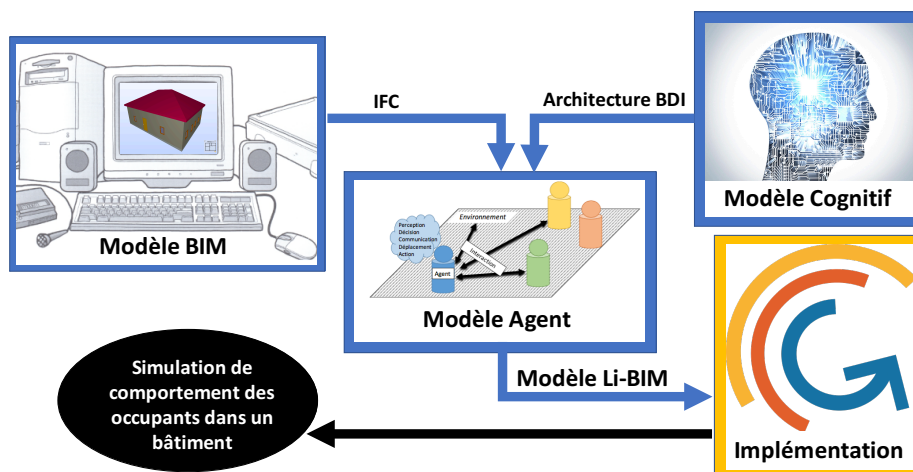 IFC
Architecture BDI
Modèle BIM
Modèle Cognitif
Perception
Décision
Communication
Déplacement
Action
Environnement
Interaction
Agent
Modèle Agent
Modèle Li-BIM
Simulation de
comportement des
occupants dans un
bâtiment
Implémentation